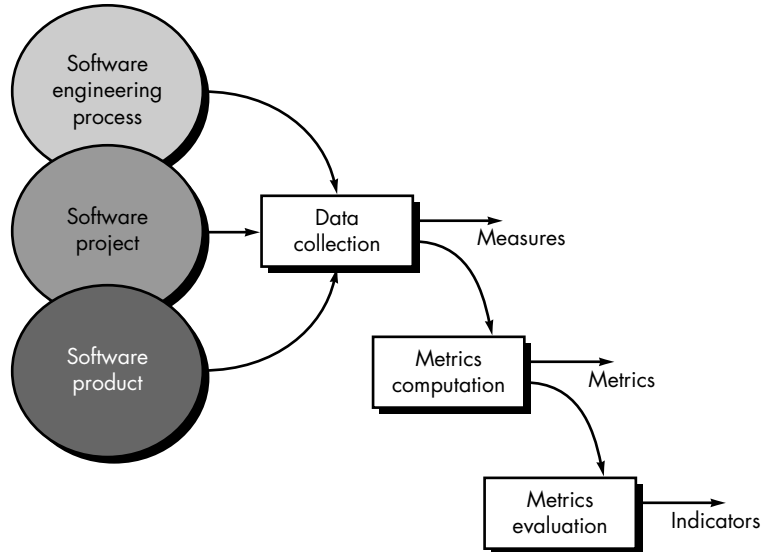 Software
engineering
process
Software
project
Software
product
Data
collection
Measures
Metrics
computation
Metrics
Metrics
evaluation
Indicators